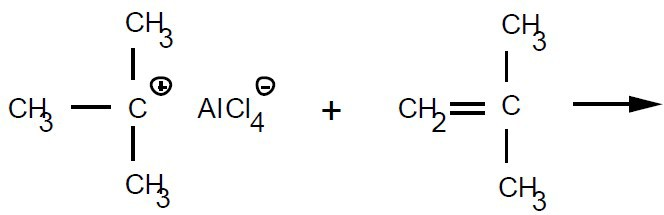 CH3 CH3
CH3 — C ⊕ AlCl4 ⊖ + CH2 = C →
CH3 CH3